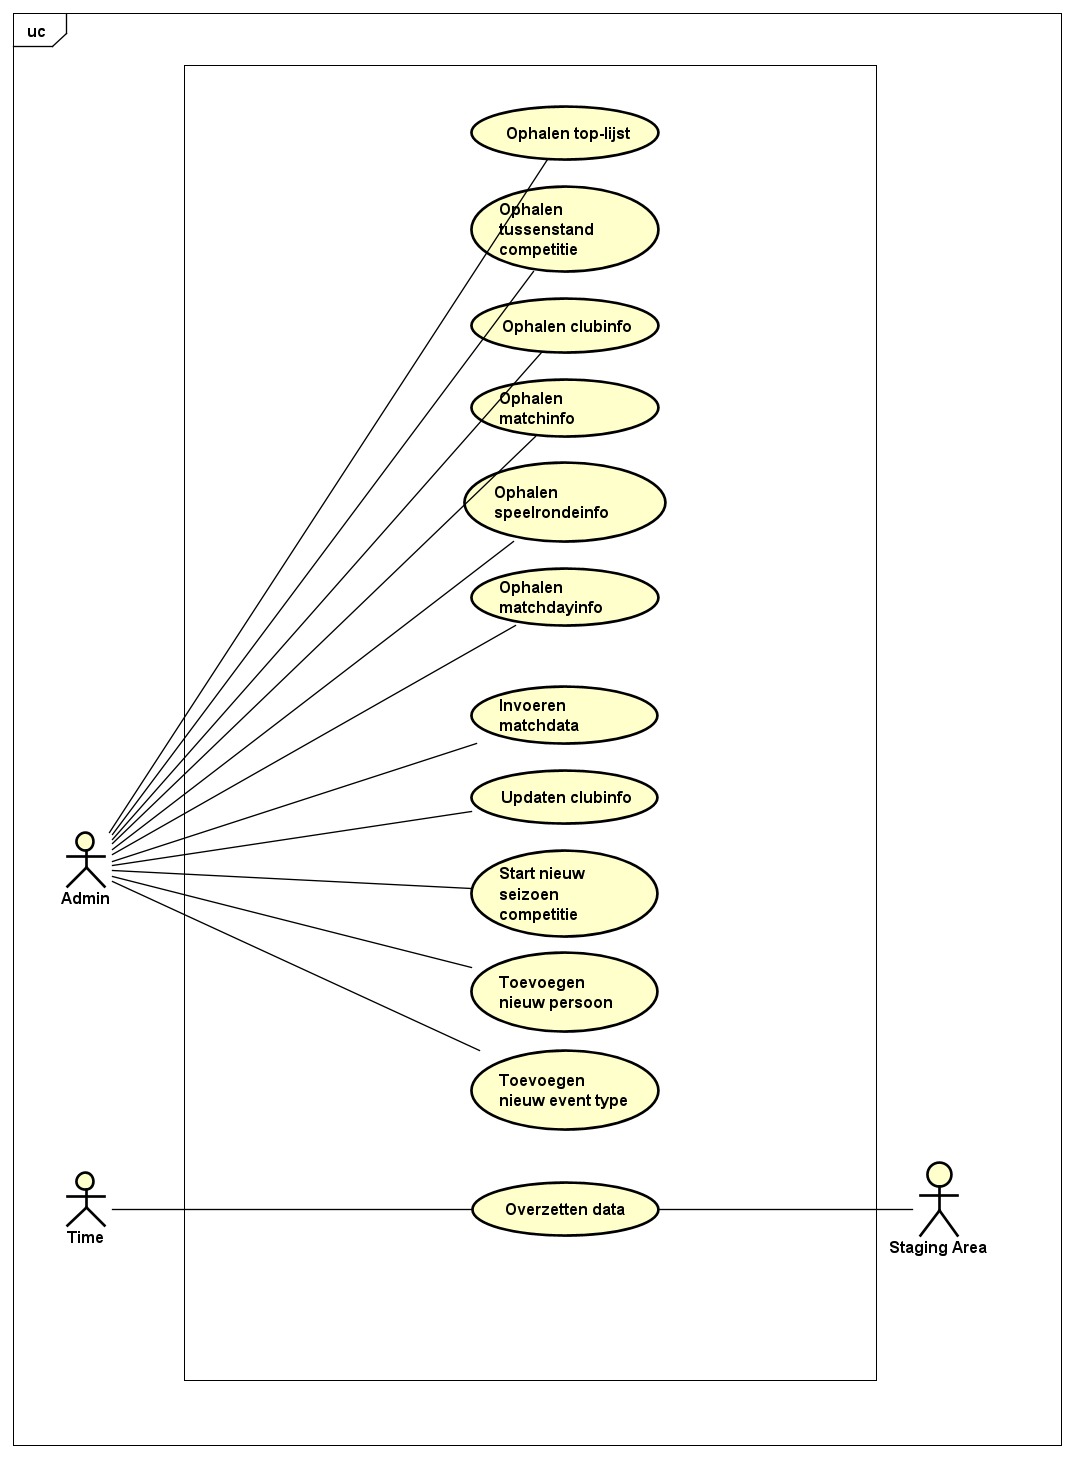 uc
Ophalen top-lijst
Ophalen
tussenstand
competitie
Ophalen clubinfo
Ophalen
matchinfo
Ophalen
speelrondeinfo
Ophalen
matchdayinfo
Invoeren
matchdata
Updaten clubinfo
Start nieuw
seizoen
competitie
Admin
Toevoegen
nieuw persoon
Toevoegen
nieuw event type
Time
Overzetten data
Staging Area